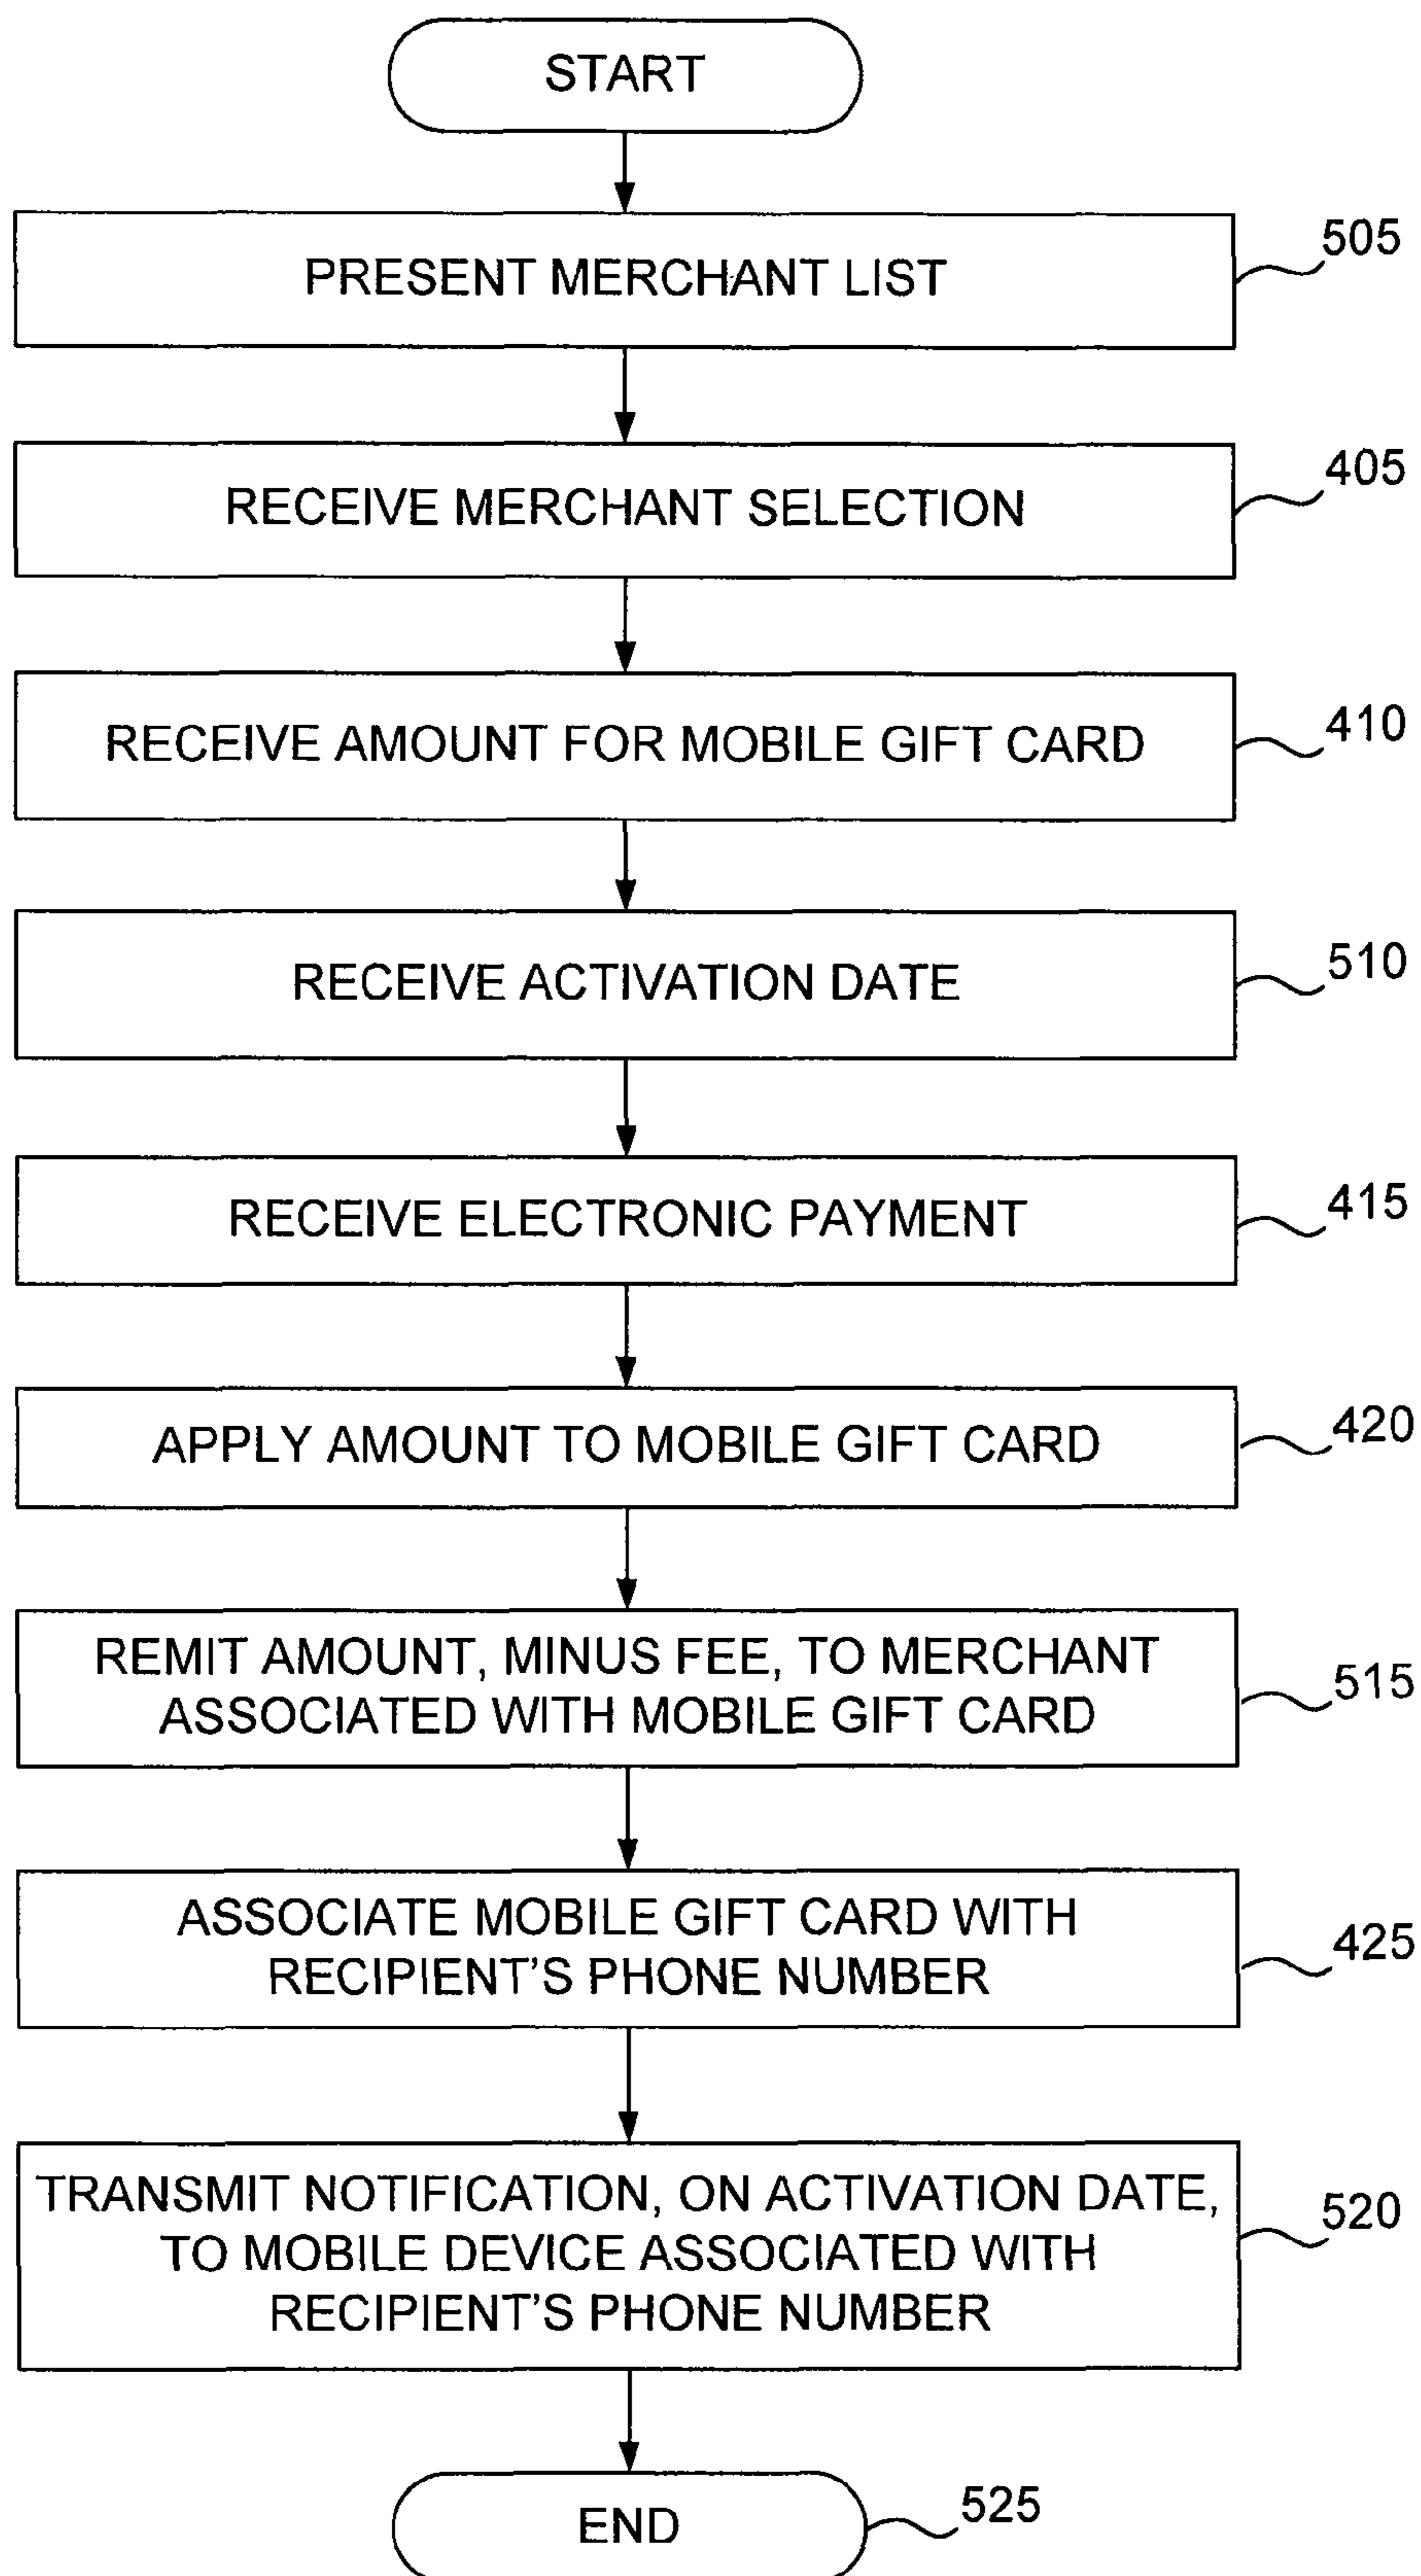 START
PRESENT MERCHANT LIST
505
RECEIVE MERCHANT SELECTION
405
RECEIVE AMOUNT FOR MOBILE GIFT CARD
410
RECEIVE ACTIVATION DATE
510
RECEIVE ELECTRONIC PAYMENT
415
APPLY AMOUNT TO MOBILE GIFT CARD
420
REMIT AMOUNT, MINUS FEE, TO MERCHANT
ASSOCIATED WITH MOBILE GIFT CARD
515
ASSOCIATE MOBILE GIFT CARD WITH
RECIPIENT'S PHONE NUMBER
425
TRANSMIT NOTIFICATION, ON ACTIVATION DATE,
TO MOBILE DEVICE ASSOCIATED WITH
RECIPIENT'S PHONE NUMBER
520
END
525